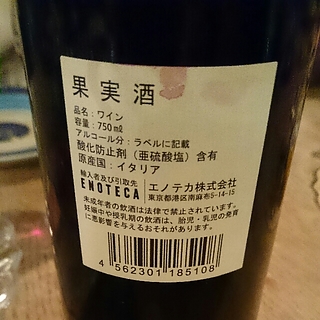 果実酒
品名：ワイン
容量：750㎖
アルコール分：ラベルに記載
酸化防止剤（亜硫酸塩）含有
原産国：イタリア
輸入者及び引取先
ENOTECA エノテカ株式会社
東京都港区南麻布5-14-15
未成年者の飲酒は法律で禁止されています。
妊娠中や授乳期の飲酒は、胎児・乳児の発育
に悪影響を与えるおそれがあります。
4 562301 185108